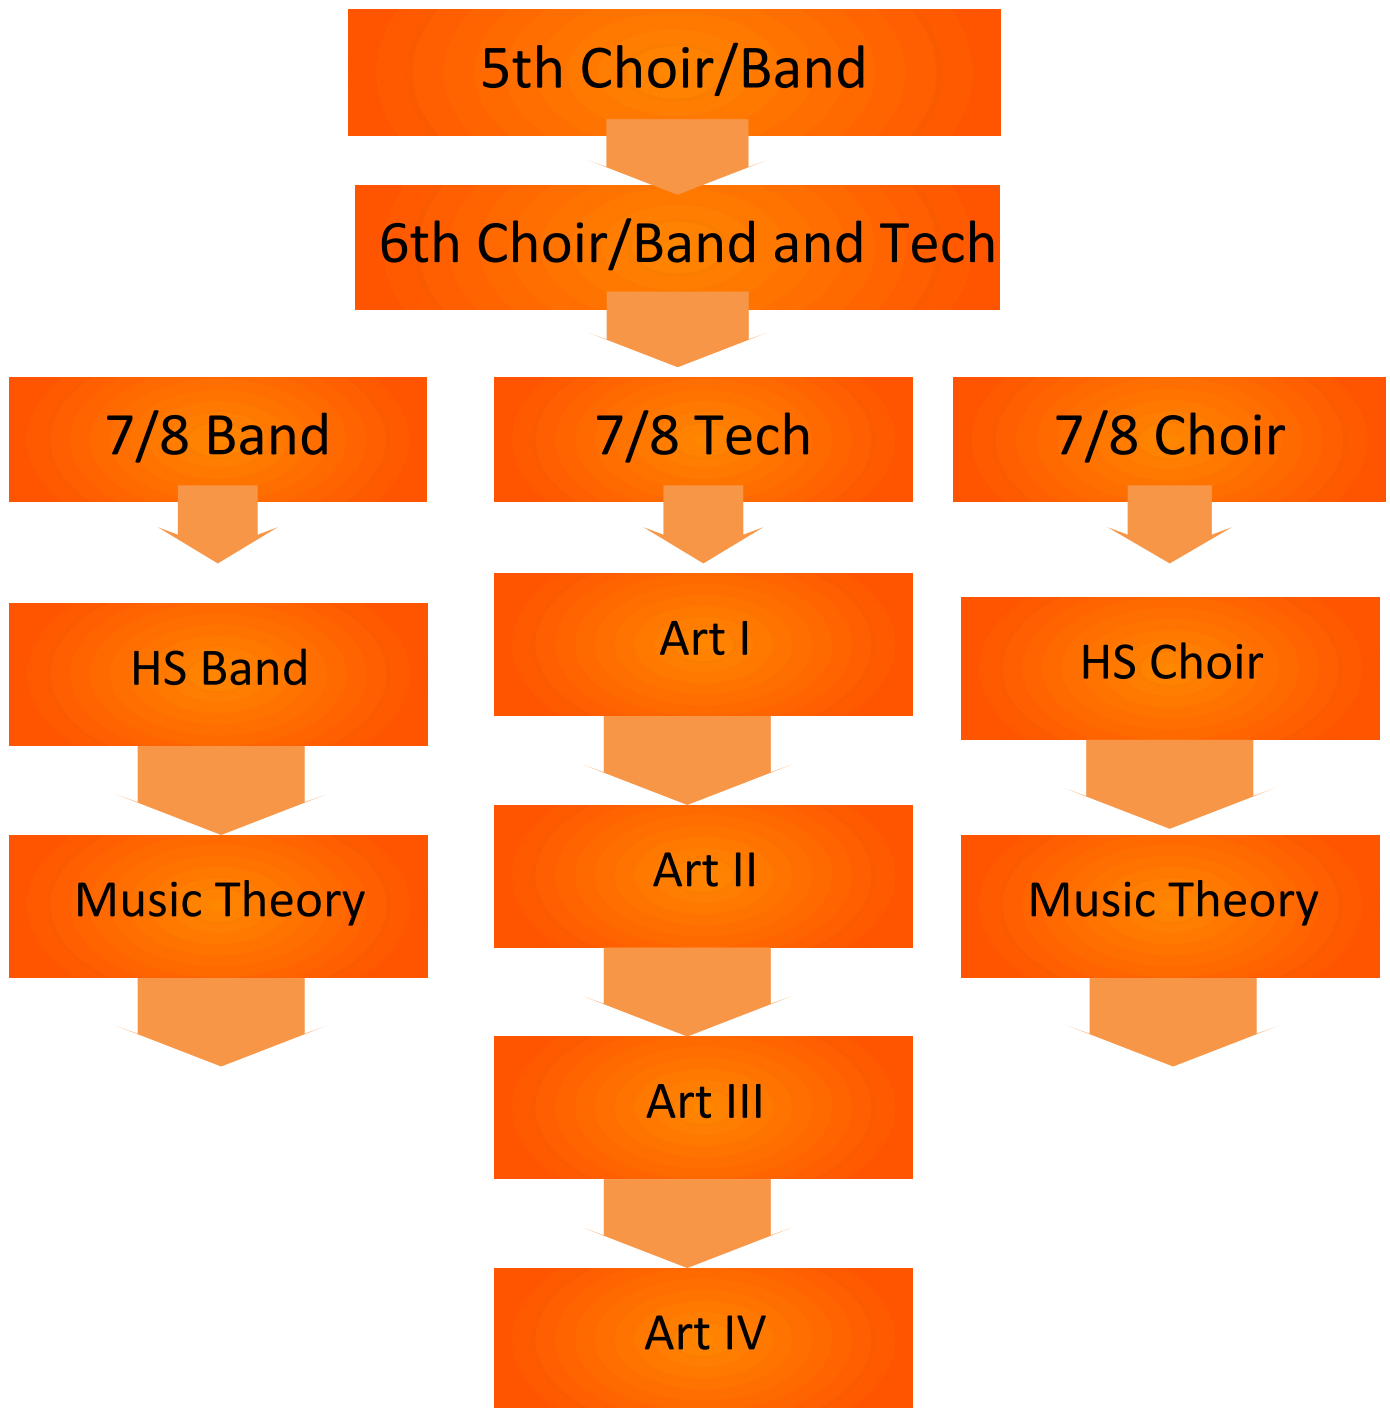 5th Choir/Band
6th Choir/Band and Tech
7/8 Band
7/8 Tech
7/8 Choir
HS Band
Art I
HS Choir
Music Theory
Art II
Music Theory
Art III
Art IV